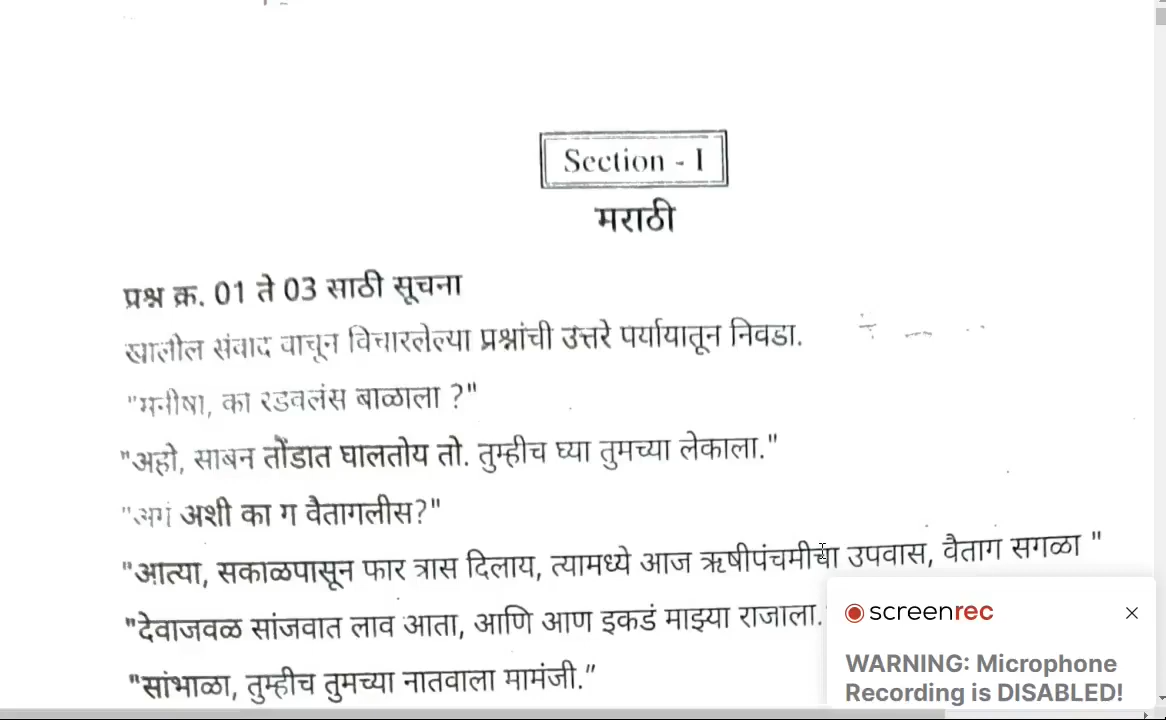 Section - I
मराठी
प्रश्न क्र. 01 ते 03 साठी सूचना
खालील संवाद वाचून विचारलेल्या प्रश्नांची उत्तरे पर्यायातून निवडा.
"मनीषा, का रडवलंस बाळाला ?"
"अहो, साबन तोंडात घालतोय तो. तुम्हीच घ्या तुमच्या लेकाला."
"अगं अशी का ग वैतागलीस?"
"आत्या, सकाळपासून फार त्रास दिलाय, त्यामध्ये आज ऋषीपंचमीचा उपवास, वैताग सगळा "
"देवाजवळ सांजवात लाव आता, आणि आण इकडं माझ्या राजाला.
"सांभाळा, तुम्हीच तुमच्या नातवाला मामंजी."
screenrec
WARNING: Microphone
Recording is DISABLED!